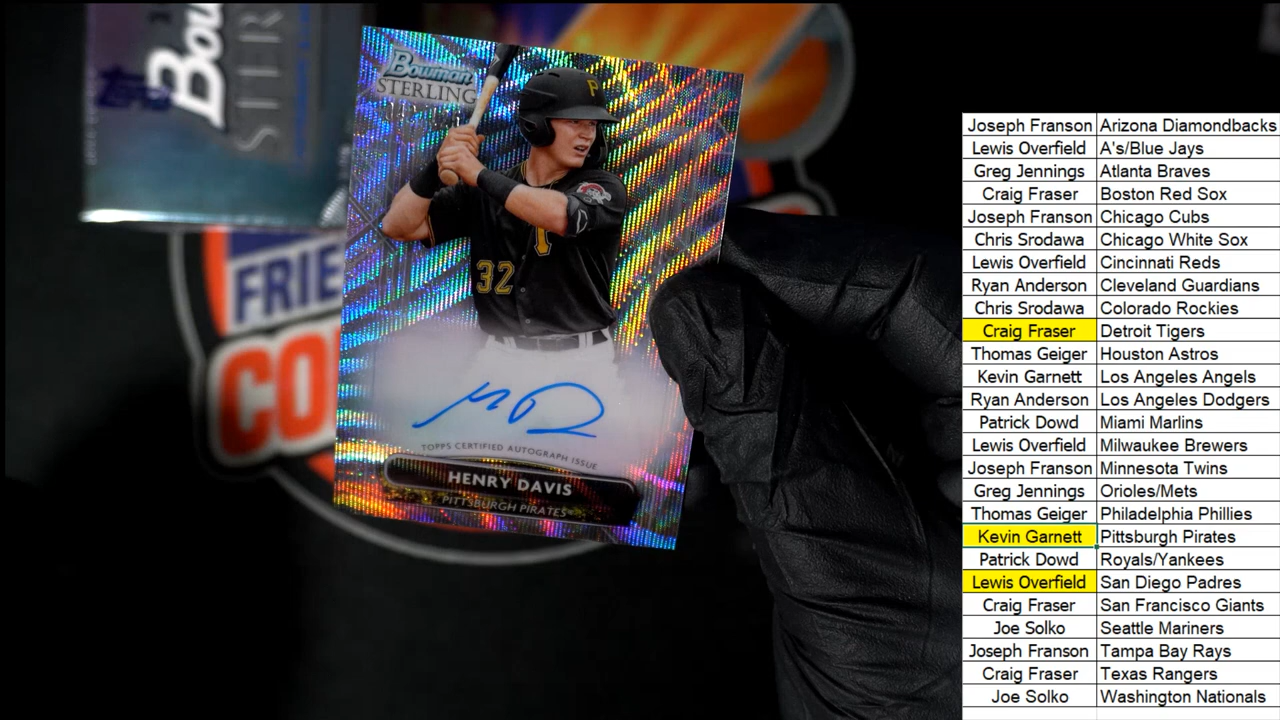 Bou
STER
FRIE
CO
Bowman
STERLING
P
32
TOPPS CERTIFIED AUTOGRAPH ISSUE
HENRY DAVIS
PITTSBURGH PIRATES
Joseph Franson Arizona Diamondbacks
Lewis Overfield A's/Blue Jays
Greg Jennings Atlanta Braves
Craig Fraser Boston Red Sox
Joseph Franson Chicago Cubs
Chris Srodawa Chicago White Sox
Lewis Overfield Cincinnati Reds
Ryan Anderson Cleveland Guardians
Chris Srodawa Colorado Rockies
Craig Fraser Detroit Tigers
Thomas Geiger Houston Astros
Kevin Garnett Los Angeles Angels
Ryan Anderson Los Angeles Dodgers
Patrick Dowd Miami Marlins
Lewis Overfield Milwaukee Brewers
Joseph Franson Minnesota Twins
Greg Jennings Orioles/Mets
Thomas Geiger Philadelphia Phillies
Kevin Garnett Pittsburgh Pirates
Patrick Dowd Royals/Yankees
Lewis Overfield San Diego Padres
Craig Fraser San Francisco Giants
Joe Solko Seattle Mariners
Joseph Franson Tampa Bay Rays
Craig Fraser Texas Rangers
Joe Solko Washington Nationals